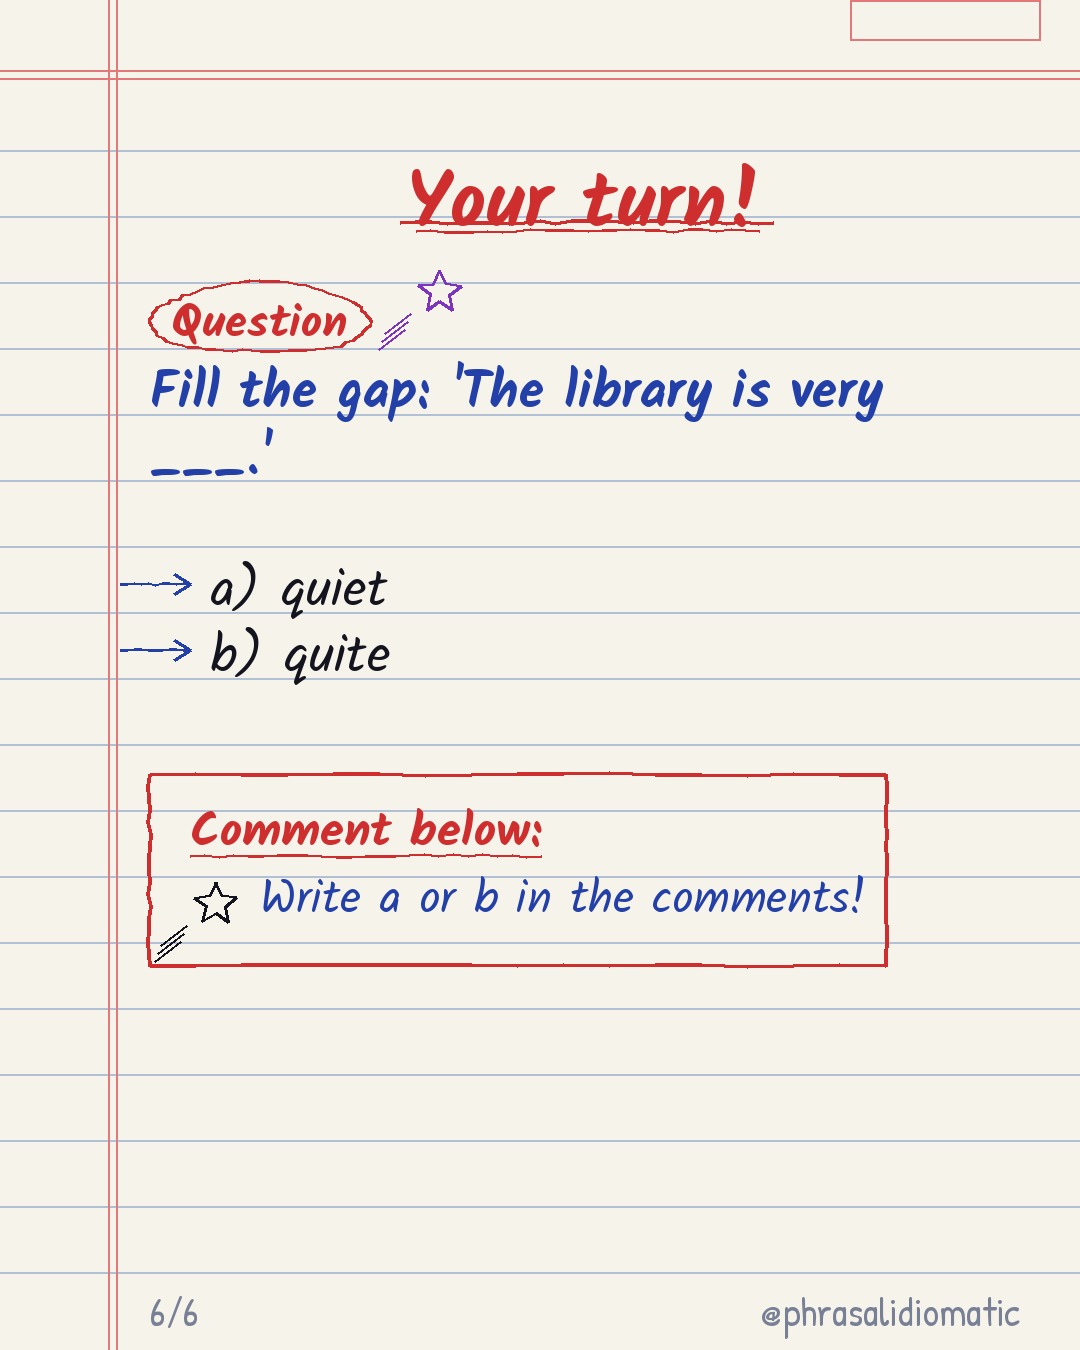 Your turn!
Question
Fill the gap: 'The library is very
___.'
a) quiet
b) quite
Comment below:
Write a or b in the comments!
6/6
@phrasalidiomatic